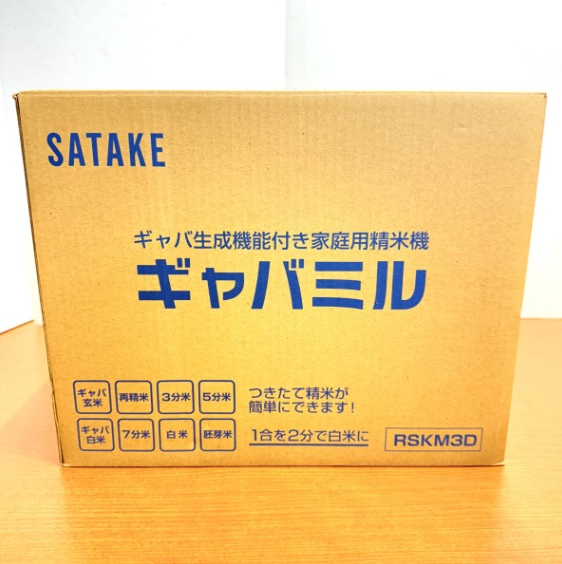 SATAKE
ギャバ生成機能付き家庭用精米機
ギャバミル
ギャバ
玄米
再精米
3分米
5分米
ギャバ
白米
7分米
白米
胚芽米
つきたて精米が
簡単にできます!
1合を2分で白米に
RSKM3D